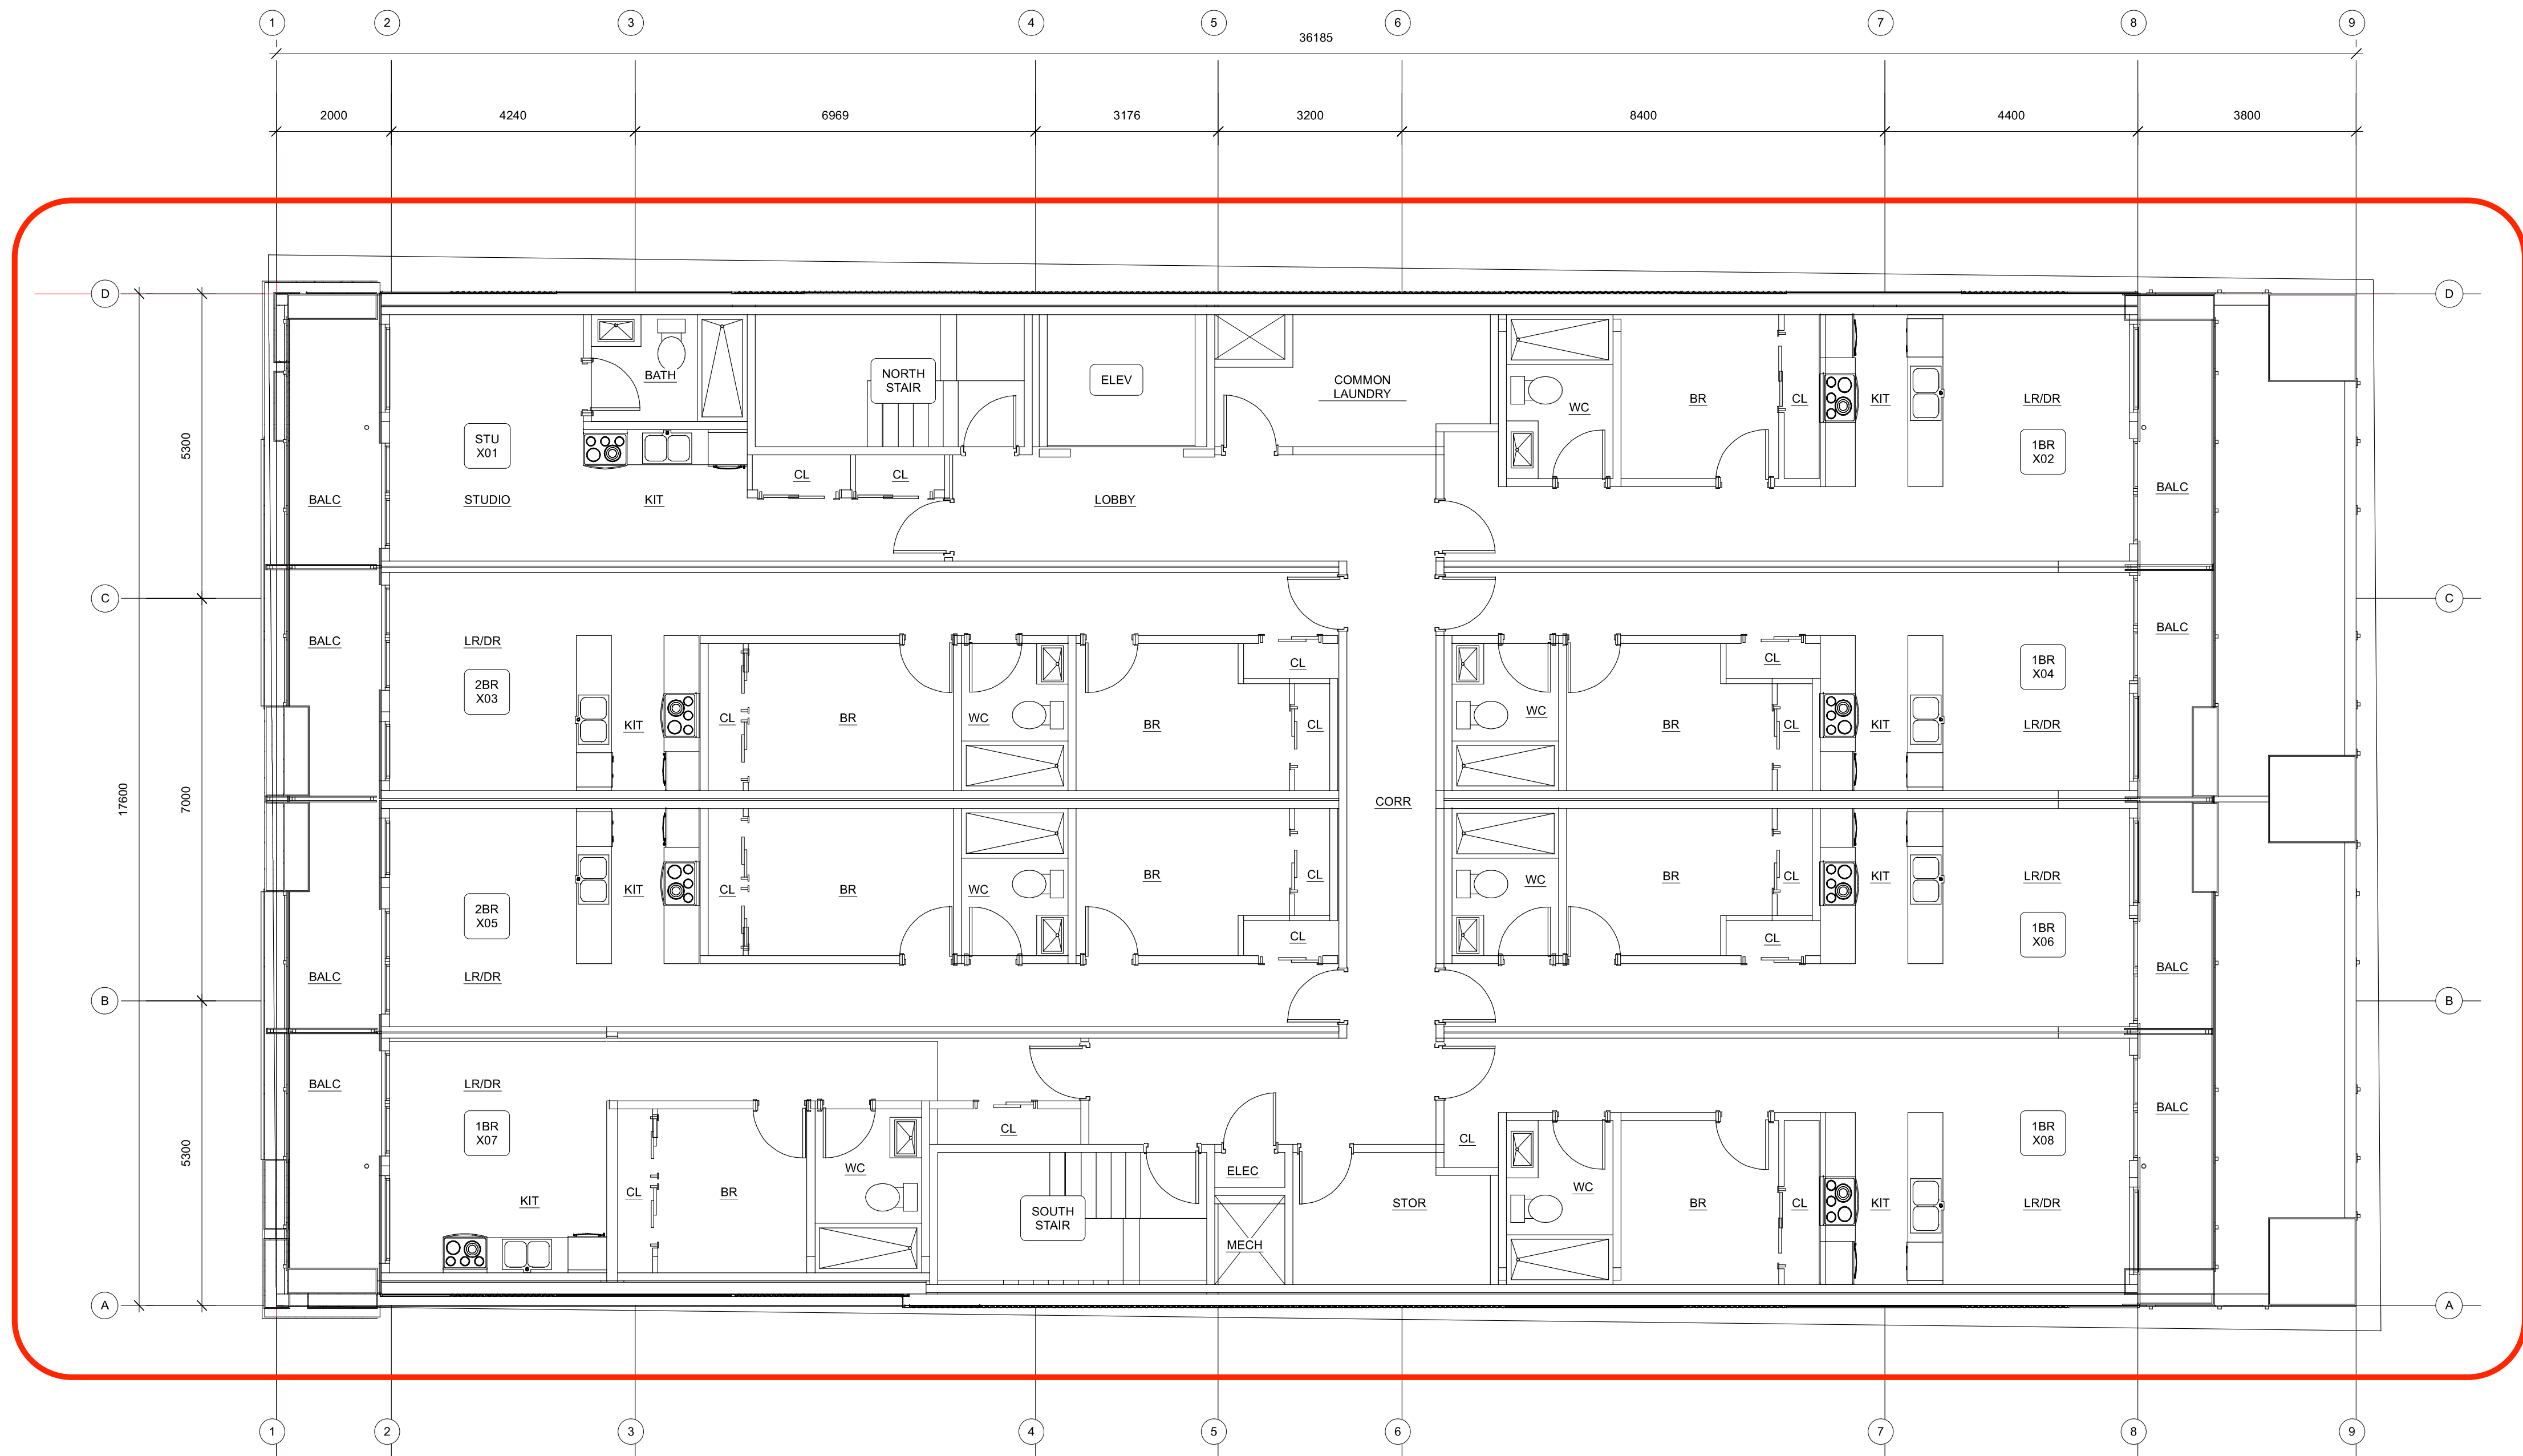 1 2 3 4 5 6 7 8 9
36185
2000 4240 6969 3176 3200 8400 4400 3800
D D
NORTH
STAIR
ELEV
BATH
COMMON
LAUNDRY
WC BR CL KIT LR/DR
STU
X01
1BR
X02
CL CL
BALC STUDIO KIT LOBBY BALC
5300
C C
BALC LR/DR BALC
2BR
X03
1BR
X04
CL CL
KIT CL BR WC BR CL WC BR CL KIT LR/DR
17600
7000
CORR
KIT CL BR WC BR CL WC BR CL KIT LR/DR
2BR
X05
1BR
X06
CL CL
BALC LR/DR BALC
B B
BALC LR/DR BALC
1BR
X07
1BR
X08
CL CL
5300
KIT CL BR WC ELEC WC BR CL KIT LR/DR
SOUTH
STAIR
STOR
MECH
A A
1 2 3 4 5 6 7 8 9